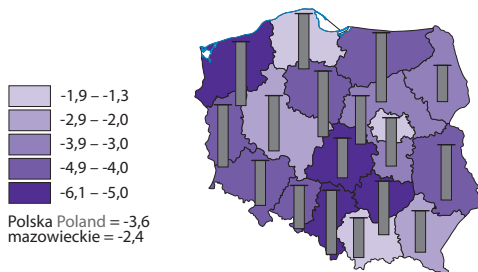 -1,9 – -1,3
-2,9 – -2,0
-3,9 – -3,0
-4,9 – -4,0
-6,1 – -5,0
Polska Poland = -3,6
mazowieckie = -2,4